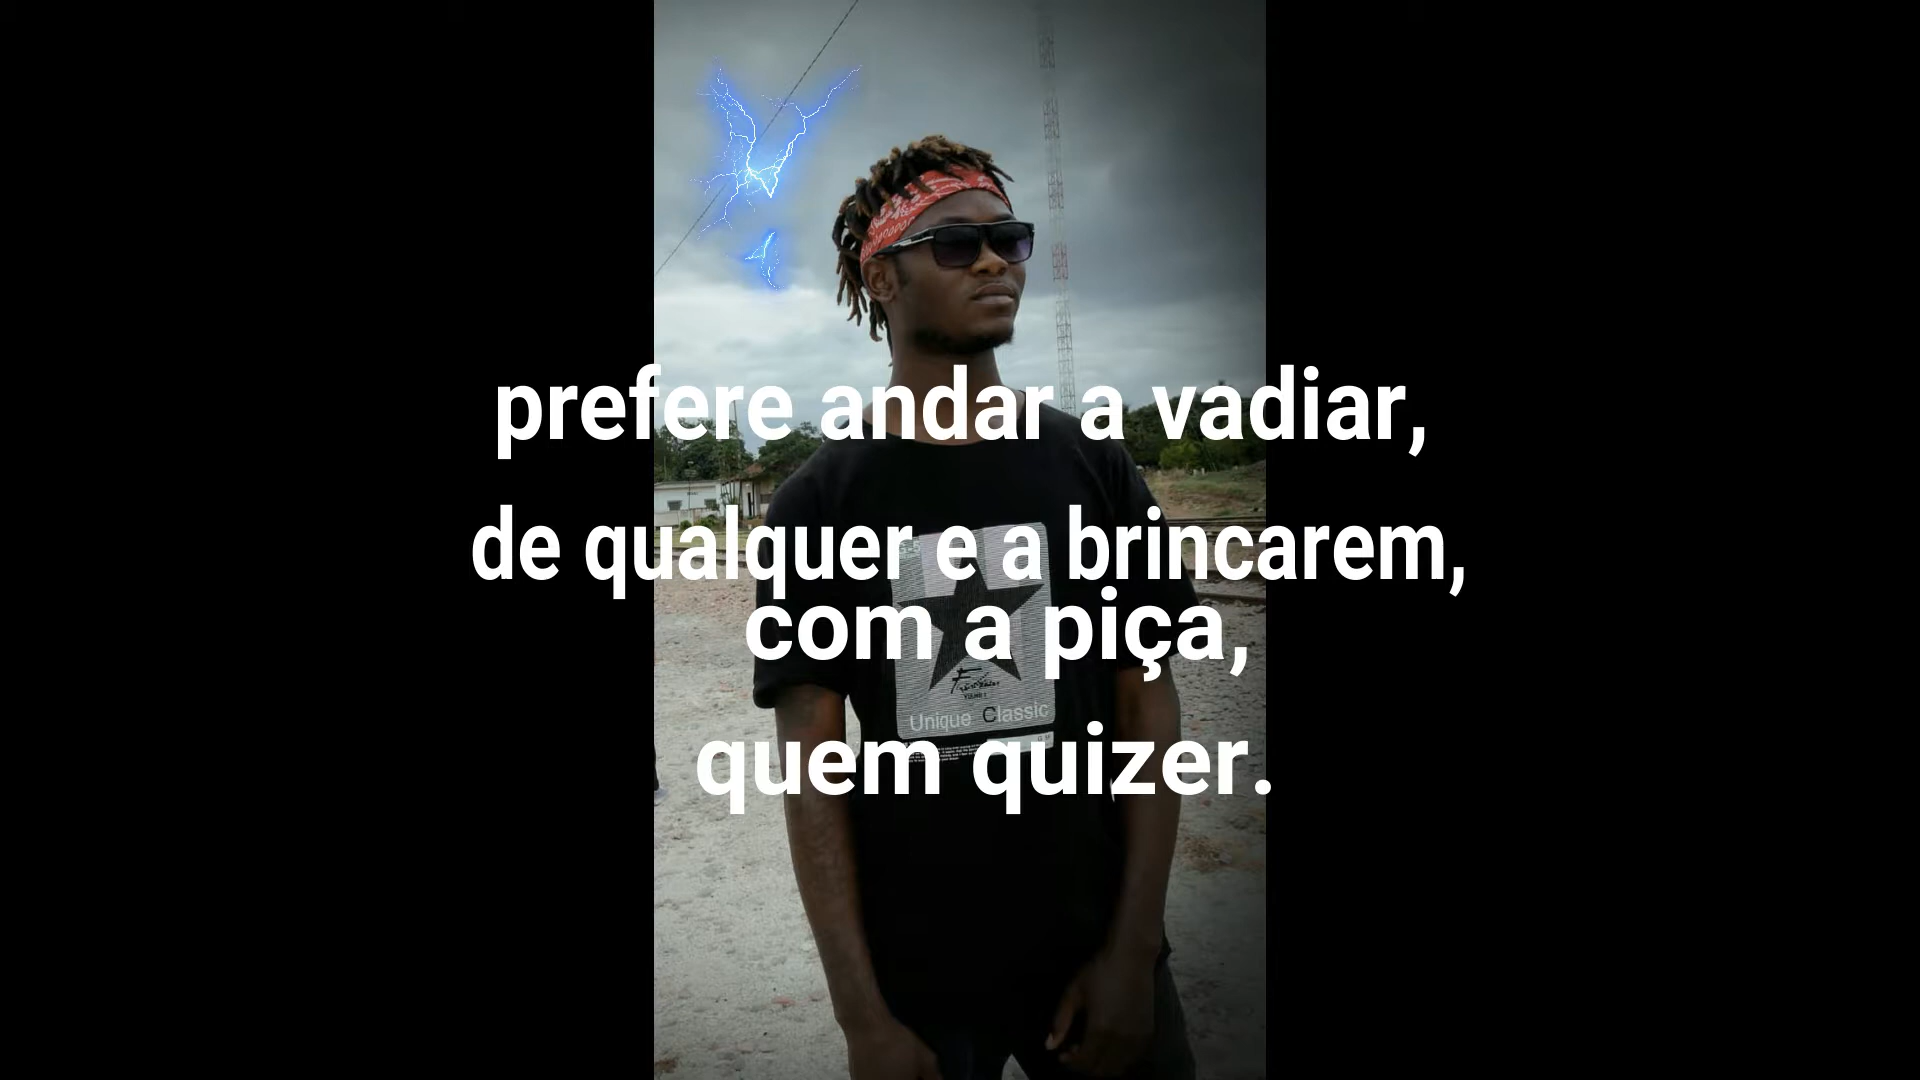 prefere andar a vadiar,
de qualquer e a brincarem,
com a piça,
Unique Classic
quem quizer.